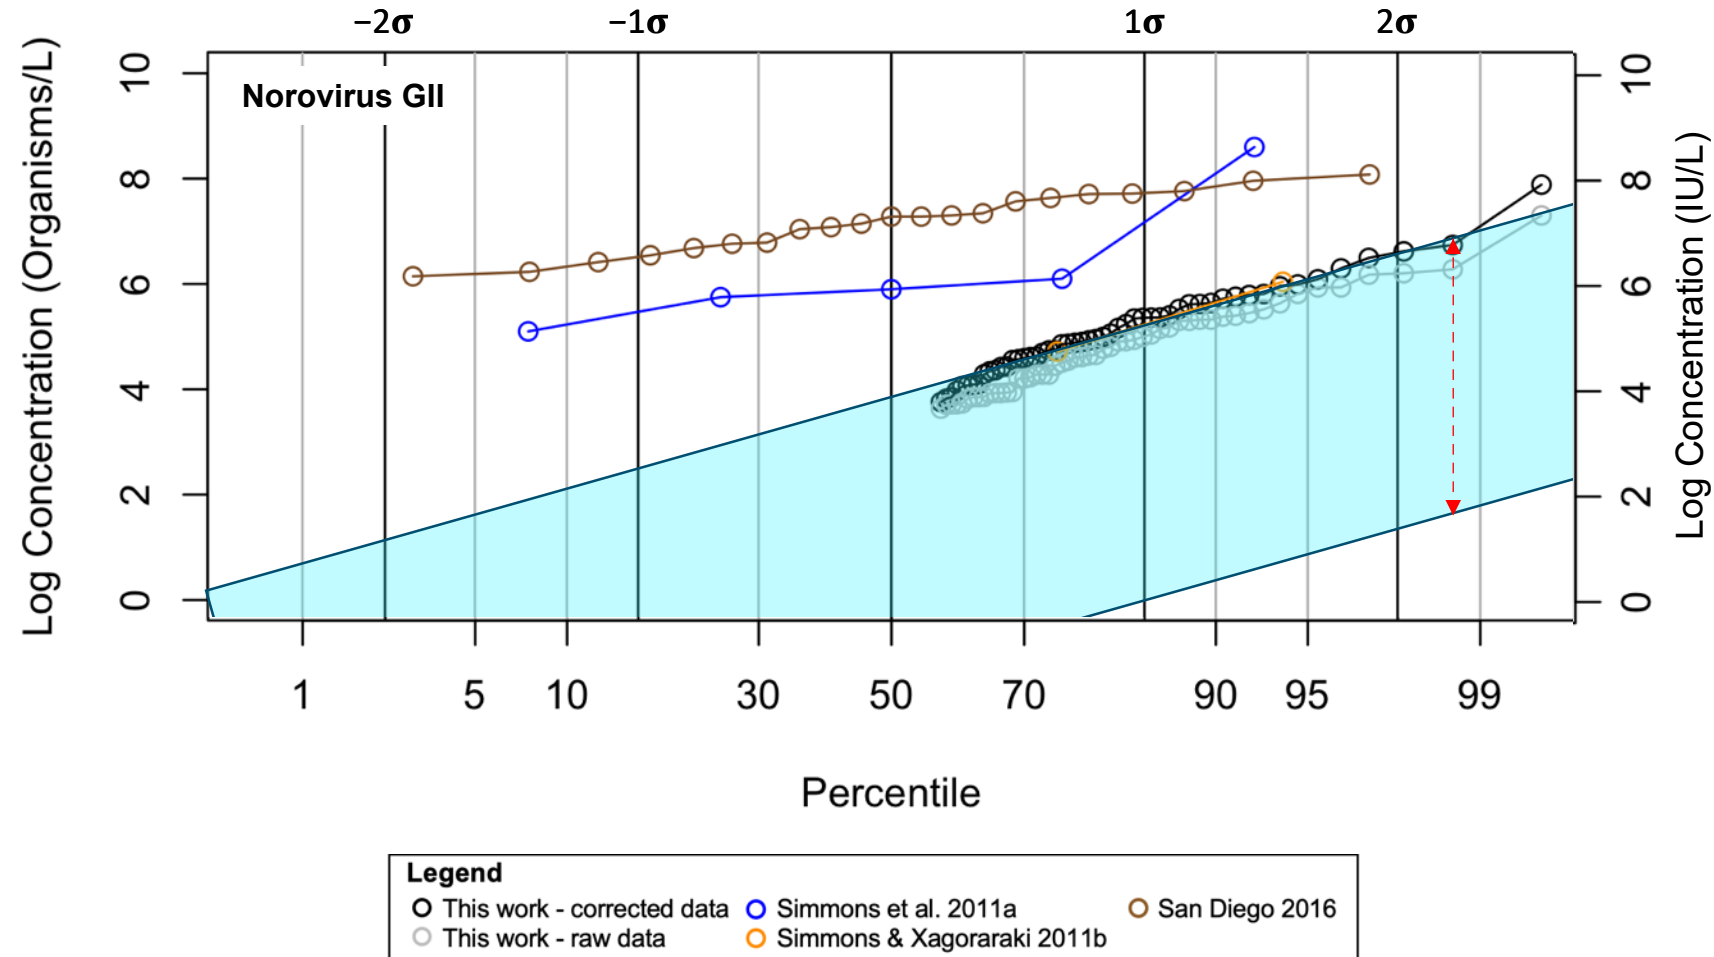 −2σ −1σ 1σ 2σ
Norovirus GII
Log Concentration (Organisms/L)
10
8
6
4
2
0
10
8
6
4
2
0
Log Concentration (IU/L)
1 5 10 30 50 70 90 95 99
Percentile
Legend
This work - corrected data Simmons et al. 2011a San Diego 2016
This work - raw data Simmons & Xagoraraki 2011b